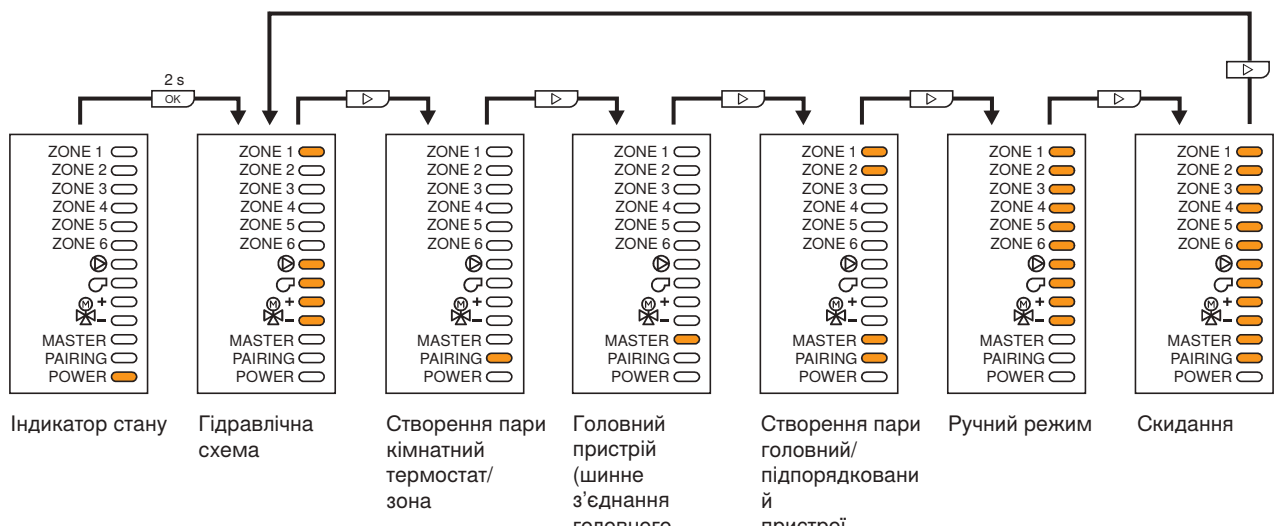 2 s
OK
ZONE 1
ZONE 2
ZONE 3
ZONE 4
ZONE 5
ZONE 6
M
+
-
MASTER
PAIRING
POWER
Індикатор стану
ZONE 1
ZONE 2
ZONE 3
ZONE 4
ZONE 5
ZONE 6
M
+
-
MASTER
PAIRING
POWER
Гідравлічна
схема
ZONE 1
ZONE 2
ZONE 3
ZONE 4
ZONE 5
ZONE 6
M
+
-
MASTER
PAIRING
POWER
Створення пари
кімнатний
термостат/
зона
ZONE 1
ZONE 2
ZONE 3
ZONE 4
ZONE 5
ZONE 6
M
+
-
MASTER
PAIRING
POWER
Головний
пристрій
(шинне
з’єднання
головного
ZONE 1
ZONE 2
ZONE 3
ZONE 4
ZONE 5
ZONE 6
M
+
-
MASTER
PAIRING
POWER
Створення пари
головний/
підпорядковани
й
пристрої
ZONE 1
ZONE 2
ZONE 3
ZONE 4
ZONE 5
ZONE 6
M
+
-
MASTER
PAIRING
POWER
Ручний режим
ZONE 1
ZONE 2
ZONE 3
ZONE 4
ZONE 5
ZONE 6
M
+
-
MASTER
PAIRING
POWER
Скидання